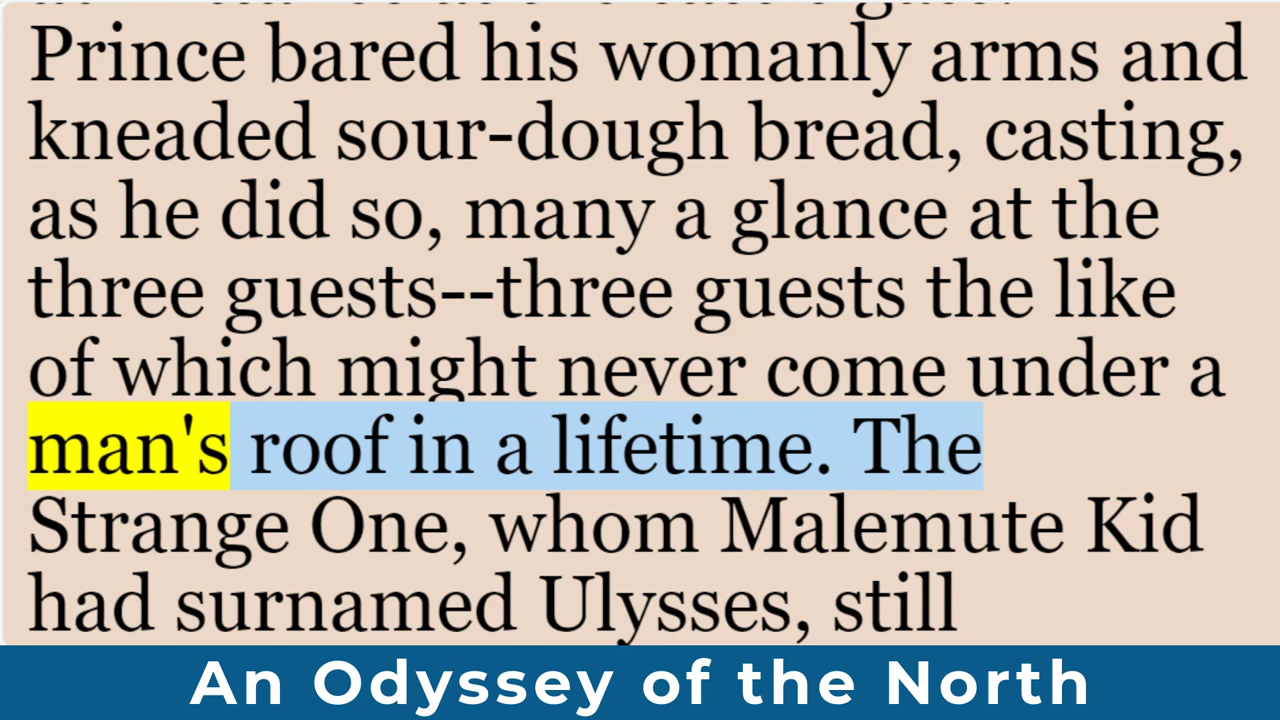 Prince bared his womanly arms and
kneaded sour-dough bread, casting,
as he did so, many a glance at the
three guests--three guests the like
of which might never come under a
man's roof in a lifetime. The
Strange One, whom Malemute Kid
had surnamed Ulysses, still
An Odyssey of the North